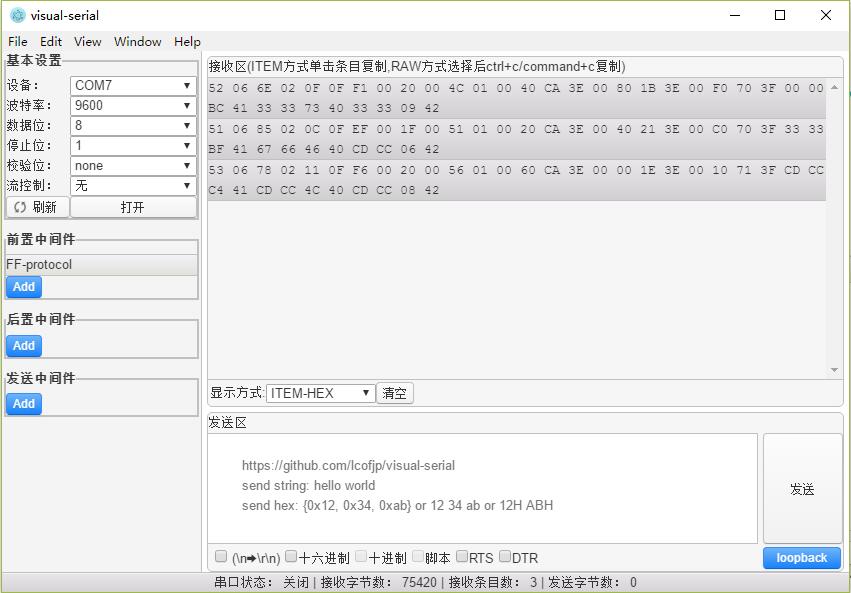 visual-serial
File Edit View Window Help
基本设置
设备: COM7
波特率: 9600
数据位: 8
停止位: 1
校验位: none
流控制: 无
刷新 打开
前置中间件
FF-protocol
Add
后置中间件
Add
发送中间件
Add
接收区(ITEM方式单击条目复制,RAW方式选择后ctrl+c/command+c复制)
52 06 6E 02 0F 0F F1 00 20 00 4C 01 00 40 CA 3E 00 80 1B 3E 00 F0 70 3F 00 00
BC 41 33 33 73 40 33 33 09 42
51 06 85 02 0C 0F EF 00 1F 00 51 01 00 20 CA 3E 00 40 21 3E 00 C0 70 3F 33 33
BF 41 67 66 46 40 CD CC 06 42
53 06 78 02 11 0F F6 00 20 00 56 01 00 60 CA 3E 00 00 1E 3E 00 10 71 3F CD CC
C4 41 CD CC 4C 40 CD CC 08 42
显示方式: ITEM-HEX 清空
发送区
https://github.com/lcofjp/visual-serial
send string: hello world
send hex: {0x12, 0x34, 0xab} or 12 34 ab or 12H ABH
发送
(\n➡\r\n) 十六进制 十进制 脚本 RTS DTR
loopback
串口状态: 关闭 | 接收字节数: 75420 | 接收条目数: 3 | 发送字节数: 0